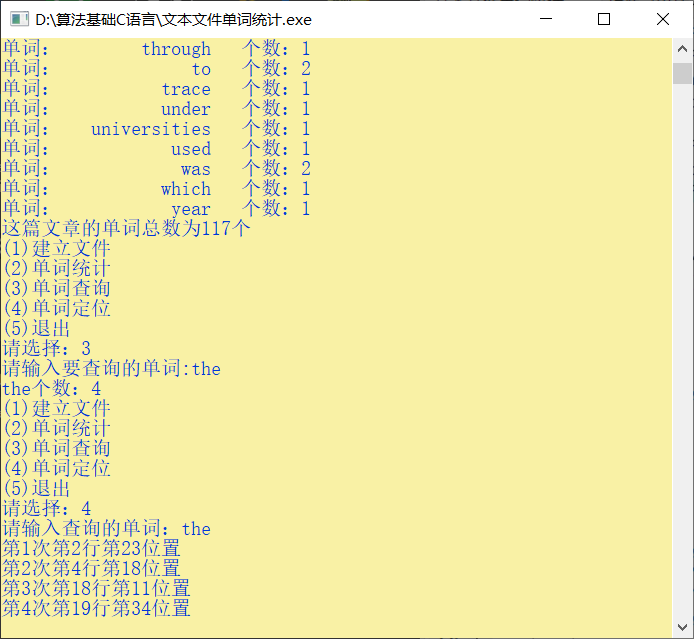 D:\算法基础C语言\文本文件单词统计.exe
单词:         through   个数: 1
单词:              to   个数: 2
单词:           trace   个数: 1
单词:           under   个数: 1
单词:    universities   个数: 1
单词:            used   个数: 1
单词:             was   个数: 2
单词:           which   个数: 1
单词:            year   个数: 1
这篇文章的单词总数为117个
(1)建立文件
(2)单词统计
(3)单词查询
(4)单词定位
(5)退出
请选择: 3
请输入要查询的单词:the
the个数: 4
(1)建立文件
(2)单词统计
(3)单词查询
(4)单词定位
(5)退出
请选择: 4
请输入查询的单词: the
第1次第2行第23位置
第2次第4行第18位置
第3次第18行第11位置
第4次第19行第34位置